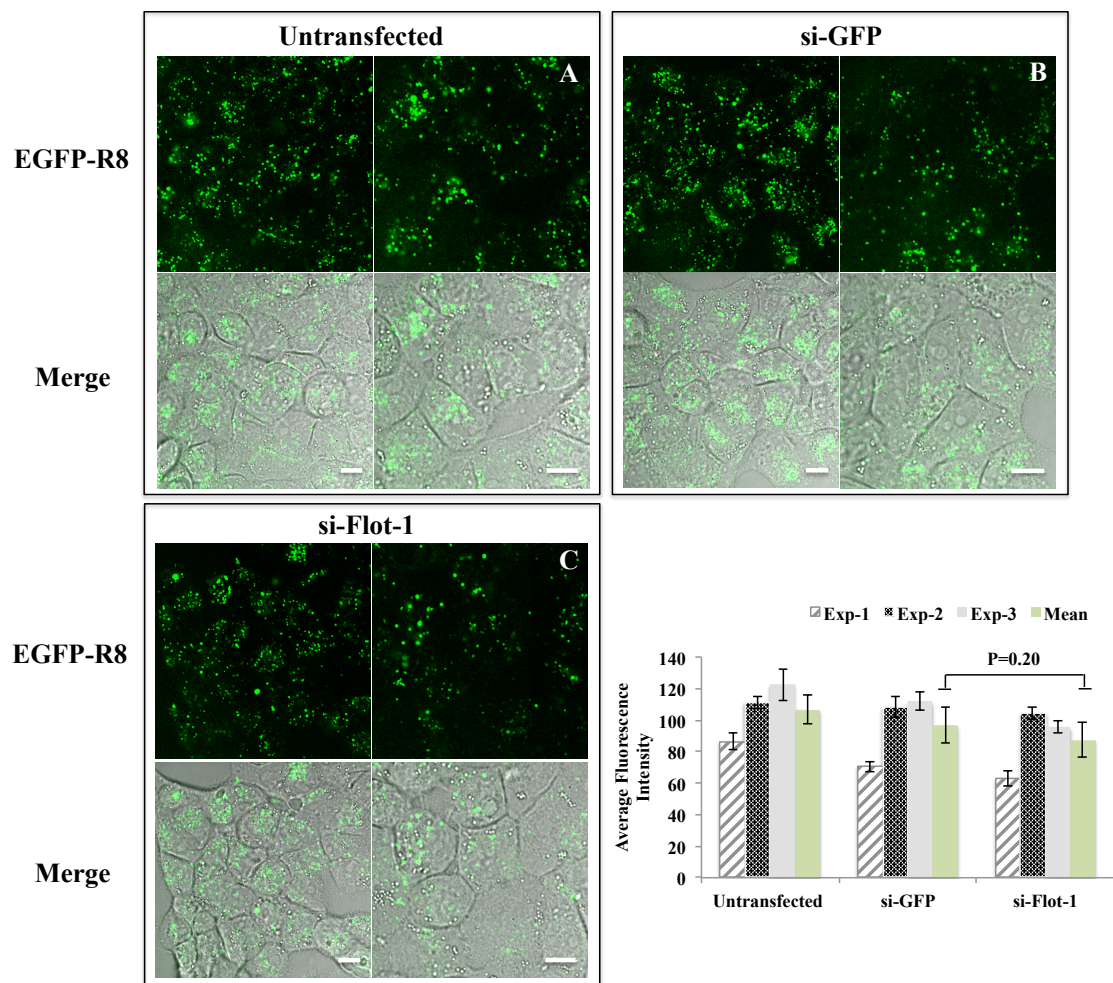 Untransfected
A
EGFP-R8
Merge
si-GFP
B
si-Flot-1
C
EGFP-R8
Merge
Exp-1 Exp-2 Exp-3 Mean
P=0.20
Average Fluorescence
Intensity
140
120
100
80
60
40
20
0
Untransfected si-GFP si-Flot-1